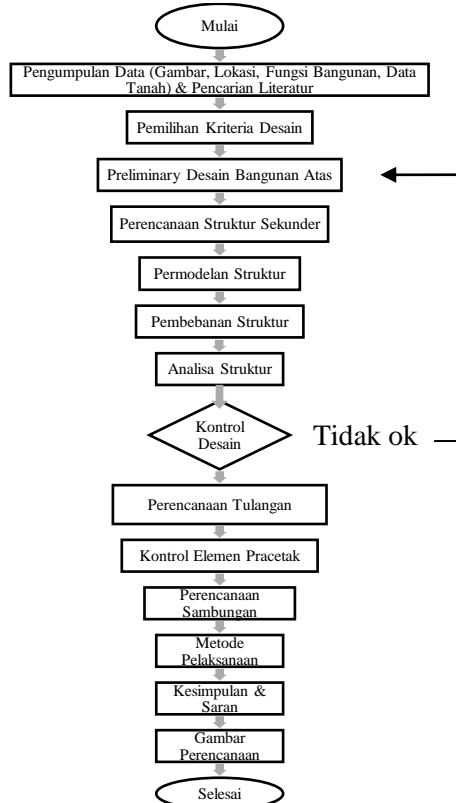 Mulai
Pengumpulan Data (Gambar, Lokasi, Fungsi Bangunan, Data
Tanah) & Pencarian Literatur
Pemilihan Kriteria Desain
Preliminary Desain Bangunan Atas
Perencanaan Struktur Sekunder
Permodelan Struktur
Pembebanan Struktur
Analisa Struktur
Kontrol
Desain
Tidak ok
Perencanaan Tulangan
Kontrol Elemen Pracetak
Perencanaan
Sambungan
Metode
Pelaksanaan
Kesimpulan &
Saran
Gambar
Perencanaan
Selesai